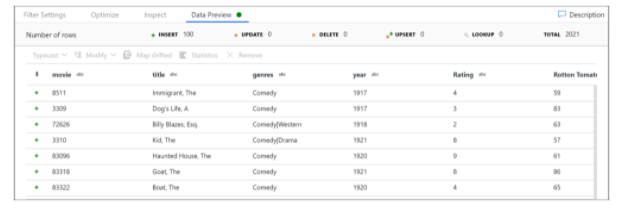 Filter Settings Optimize Inspect Data Preview Description
Number of rows INSERT 100 UPDATE 0 DELETE 0 UPSERT 0 LOOKUP 0 TOTAL 2021
Typecast Modify Map drifted Statistics Remove
movie abc title abc genres abc year abc Rating abc Rotton Tomato
8511 Immigrant, The Comedy 1917 4 59
3309 Dog's Life, A Comedy 1917 3 83
72626 Billy Blazes, Esq. Comedy|Western 1918 2 63
3310 Kid, The Comedy|Drama 1921 8 57
83096 Haunted House, The Comedy 1920 9 61
83318 Goat, The Comedy 1921 8 86
83322 Boat, The Comedy 1920 4 65